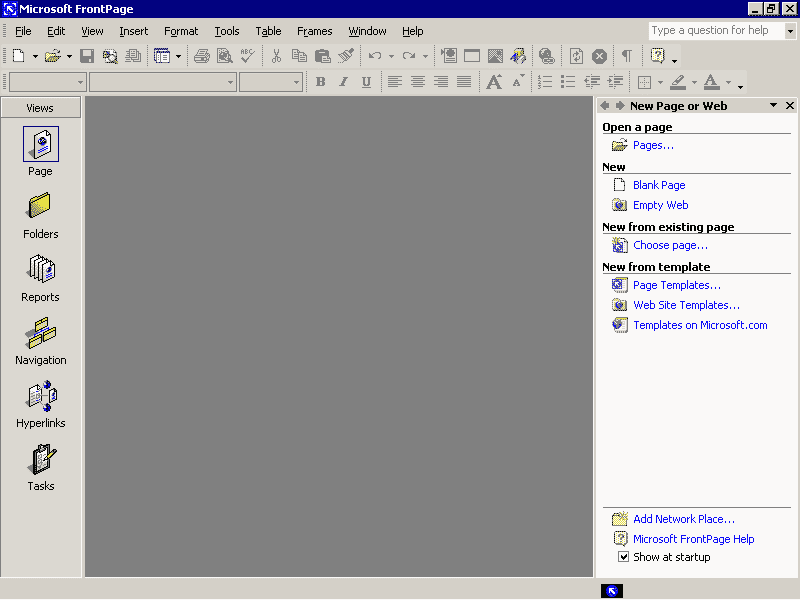 Microsoft FrontPage
File Edit View Insert Format Tools Table Frames Window Help
Type a question for help
ABC
B I U
A A
A
Views
Page
Folders
Reports
Navigation
Hyperlinks
Tasks
New Page or Web
Open a page
Pages...
New
Blank Page
Empty Web
New from existing page
Choose page...
New from template
Page Templates...
Web Site Templates...
Templates on Microsoft.com
Add Network Place...
Microsoft FrontPage Help
Show at startup